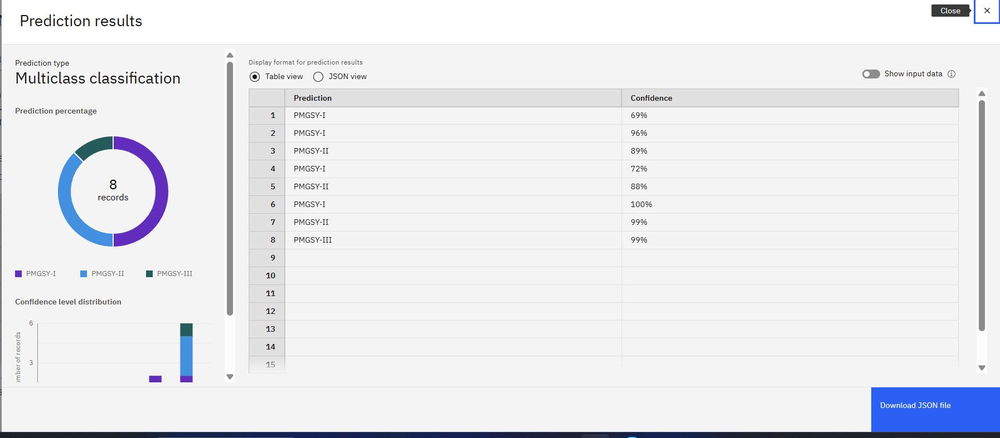 Close
Prediction results
Prediction type
Multiclass classification
Prediction percentage
8
records
PMGSY-I PMGSY-II PMGSY-III
Confidence level distribution
6
3
Display format for prediction results
Table view JSON view
Show input data
Prediction Confidence
1 PMGSY-I 69%
2 PMGSY-I 96%
3 PMGSY-II 89%
4 PMGSY-I 72%
5 PMGSY-II 88%
6 PMGSY-I 100%
7 PMGSY-II 99%
8 PMGSY-III 99%
9
10
11
12
13
14
15
Download JSON file